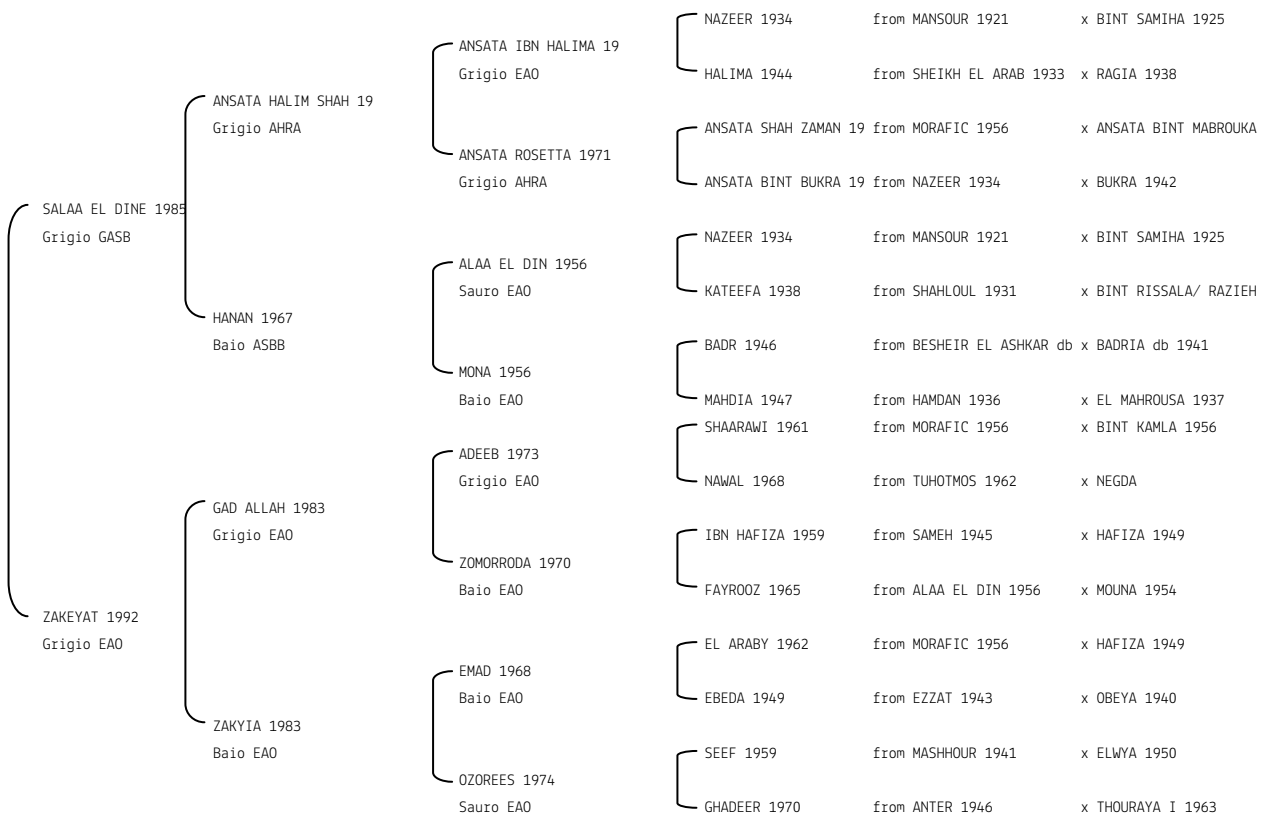 NAZEER 1934 from MANSOUR 1921 x BINT SAMIHA 1925
ANSATA IBN HALIMA 19
Grigio EAO HALIMA 1944 from SHEIKH EL ARAB 1933 x RAGIA 1938
ANSATA HALIM SHAH 19
Grigio AHRA ANSATA SHAH ZAMAN 19 from MORAFIC 1956 x ANSATA BINT MABROUKA
ANSATA ROSETTA 1971
Grigio AHRA ANSATA BINT BUKRA 19 from NAZEER 1934 x BUKRA 1942
SALAA EL DINE 1985
Grigio GASB NAZEER 1934 from MANSOUR 1921 x BINT SAMIHA 1925
ALAA EL DIN 1956
Sauro EAO KATEEFA 1938 from SHAHLOUL 1931 x BINT RISSALA/ RAZIEH
HANAN 1967
Baio ASBB BADR 1946 from BESHEIR EL ASHKAR db x BADRIA db 1941
MONA 1956
Baio EAO MAHDIA 1947 from HAMDAN 1936 x EL MAHROUSA 1937
SHAARAWI 1961 from MORAFIC 1956 x BINT KAMLA 1956
ADEEB 1973
Grigio EAO NAWAL 1968 from TUHOTMOS 1962 x NEGDA
GAD ALLAH 1983
Grigio EAO IBN HAFIZA 1959 from SAMEH 1945 x HAFIZA 1949
ZOMORRODA 1970
Baio EAO FAYROOZ 1965 from ALAA EL DIN 1956 x MOUNA 1954
ZAKEYAT 1992
Grigio EAO EL ARABY 1962 from MORAFIC 1956 x HAFIZA 1949
EMAD 1968
Baio EAO EBEDA 1949 from EZZAT 1943 x OBEYA 1940
ZAKYIA 1983
Baio EAO SEEF 1959 from MASHHOUR 1941 x ELWYA 1950
OZOREES 1974
Sauro EAO GHADEER 1970 from ANTER 1946 x THOURAYA I 1963